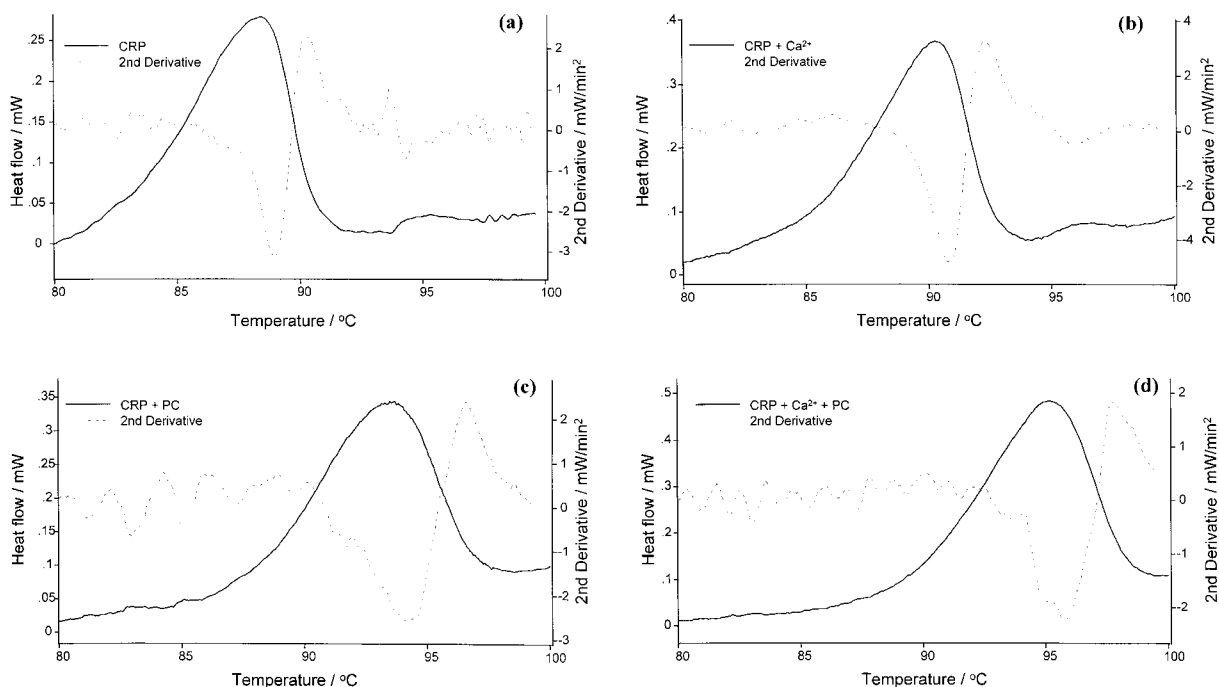 (a)
CRP
2nd Derivative
Heat flow / mW
.25
.2
.15
.1
.05
0
2
1
0
-1
-2
-3
2nd Derivative / mW/min²
80 85 90 95 100
Temperature / °C
(b)
CRP + Ca²⁺
2nd Derivative
Heat flow / mW
.4
.3
.2
.1
0
4
2
0
-2
-4
2nd Derivative / mW/min²
80 85 90 95 100
Temperature / °C
(c)
CRP + PC
2nd Derivative
Heat flow / mW
.35
.3
.25
.2
.15
.1
.05
0
2
1
0
-1
-2
-3
2nd Derivative / mW/min²
80 85 90 95 100
Temperature / °C
(d)
CRP + Ca²⁺ + PC
2nd Derivative
Heat flow / mW
.5
.4
.3
.2
.1
0
2
1
0
-1
-2
2nd Derivative / mW/min²
80 85 90 95 100
Temperature / °C